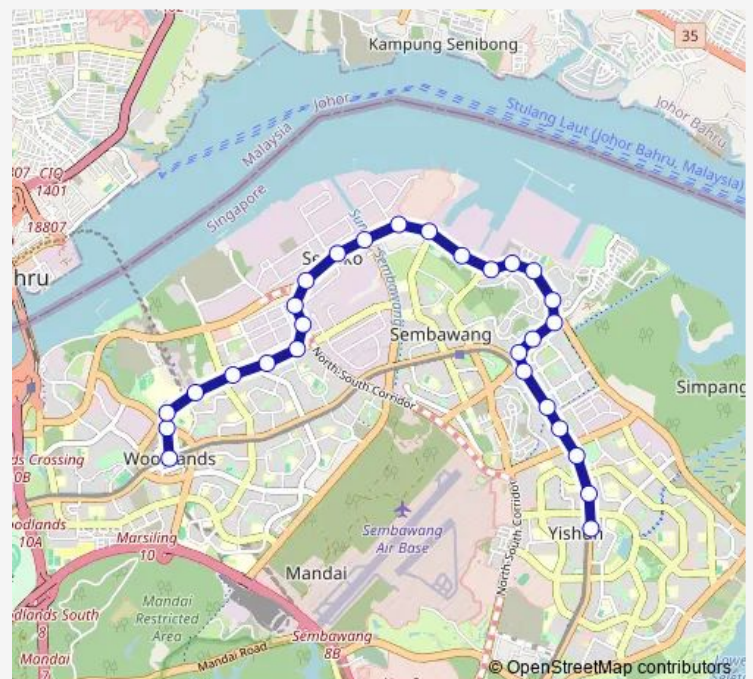 Kampung Senibong
35
Johor
Malaysia
Singapore
Stulang Laut (Johor Bahru, Malaysia)
Johor Bahru
807 CIQ
1401
18807
hru
Sembawang
Sembawang
North-South Corridor
Simpang
Woodlands
ds Crossing
10B
oodlands
10A
Marsiling
10
Sembawang
Air Base
North-South Corridor
Yishun
Mandai
Mandai
Restricted
Area
dlands South
8
Mandai
7
Sembawang
8B
Mandai Road
© OpenStreetMap contributors